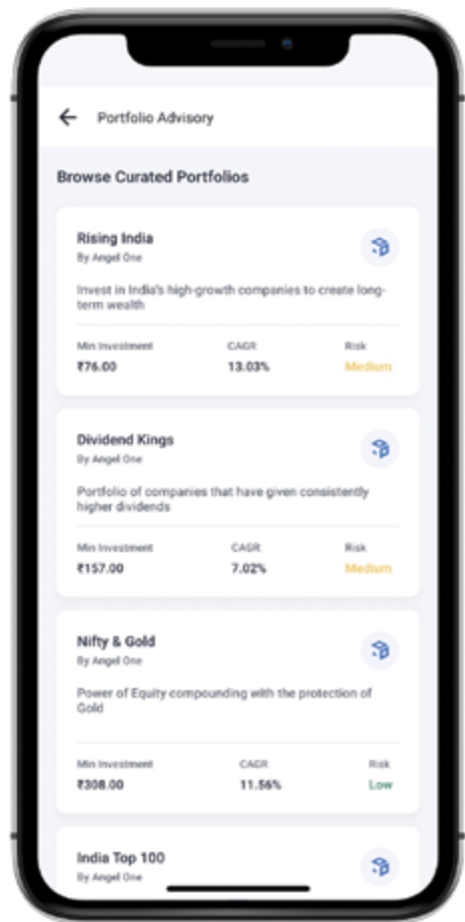 Portfolio Advisory
Browse Curated Portfolios
Rising India
By Angel One
Invest in India's high-growth companies to create long-
term wealth
Min Investment CAGR Risk
₹76.00 13.03% Medium
Dividend Kings
By Angel One
Portfolio of companies that have given consistently
higher dividends
Min Investment CAGR Risk
₹157.00 7.02% Medium
Nifty & Gold
By Angel One
Power of Equity compounding with the protection of
Gold
Min Investment CAGR Risk
₹308.00 11.56% Low
India Top 100
By Angel One